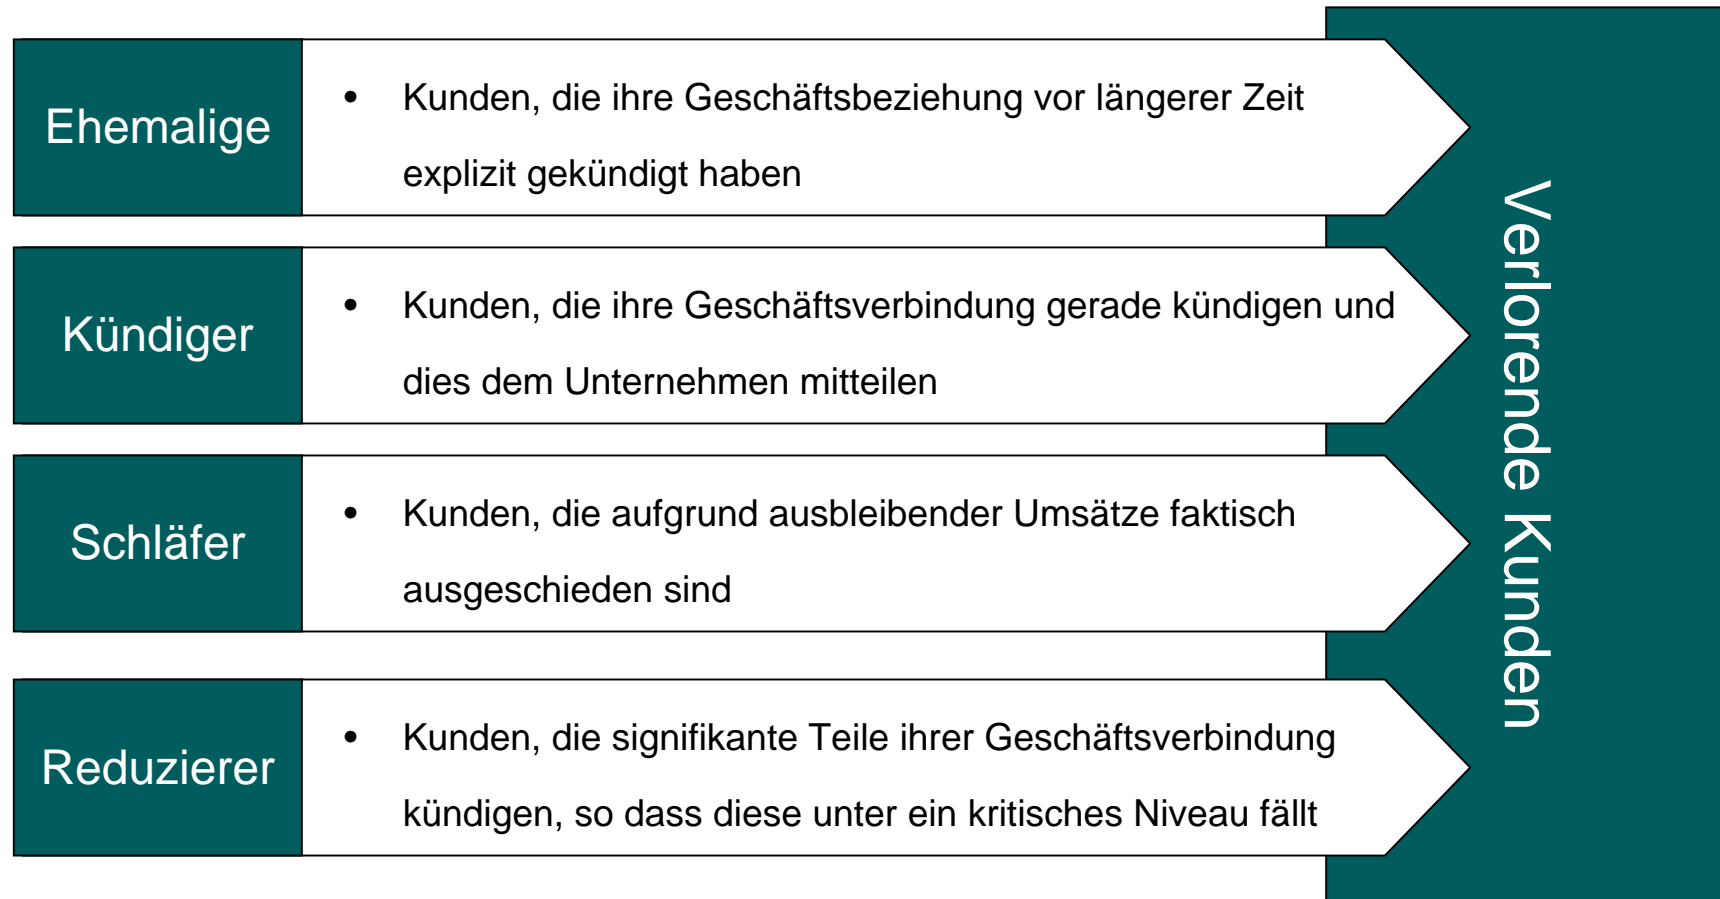 Ehemalige
• Kunden, die ihre Geschäftsbeziehung vor längerer Zeit
explizit gekündigt haben
Kündiger
• Kunden, die ihre Geschäftsverbindung gerade kündigen und
dies dem Unternehmen mitteilen
Schläfer
• Kunden, die aufgrund ausbleibender Umsätze faktisch
ausgeschieden sind
Reduzierer
• Kunden, die signifikante Teile ihrer Geschäftsverbindung
kündigen, so dass diese unter ein kritisches Niveau fällt
Verlorende Kunden